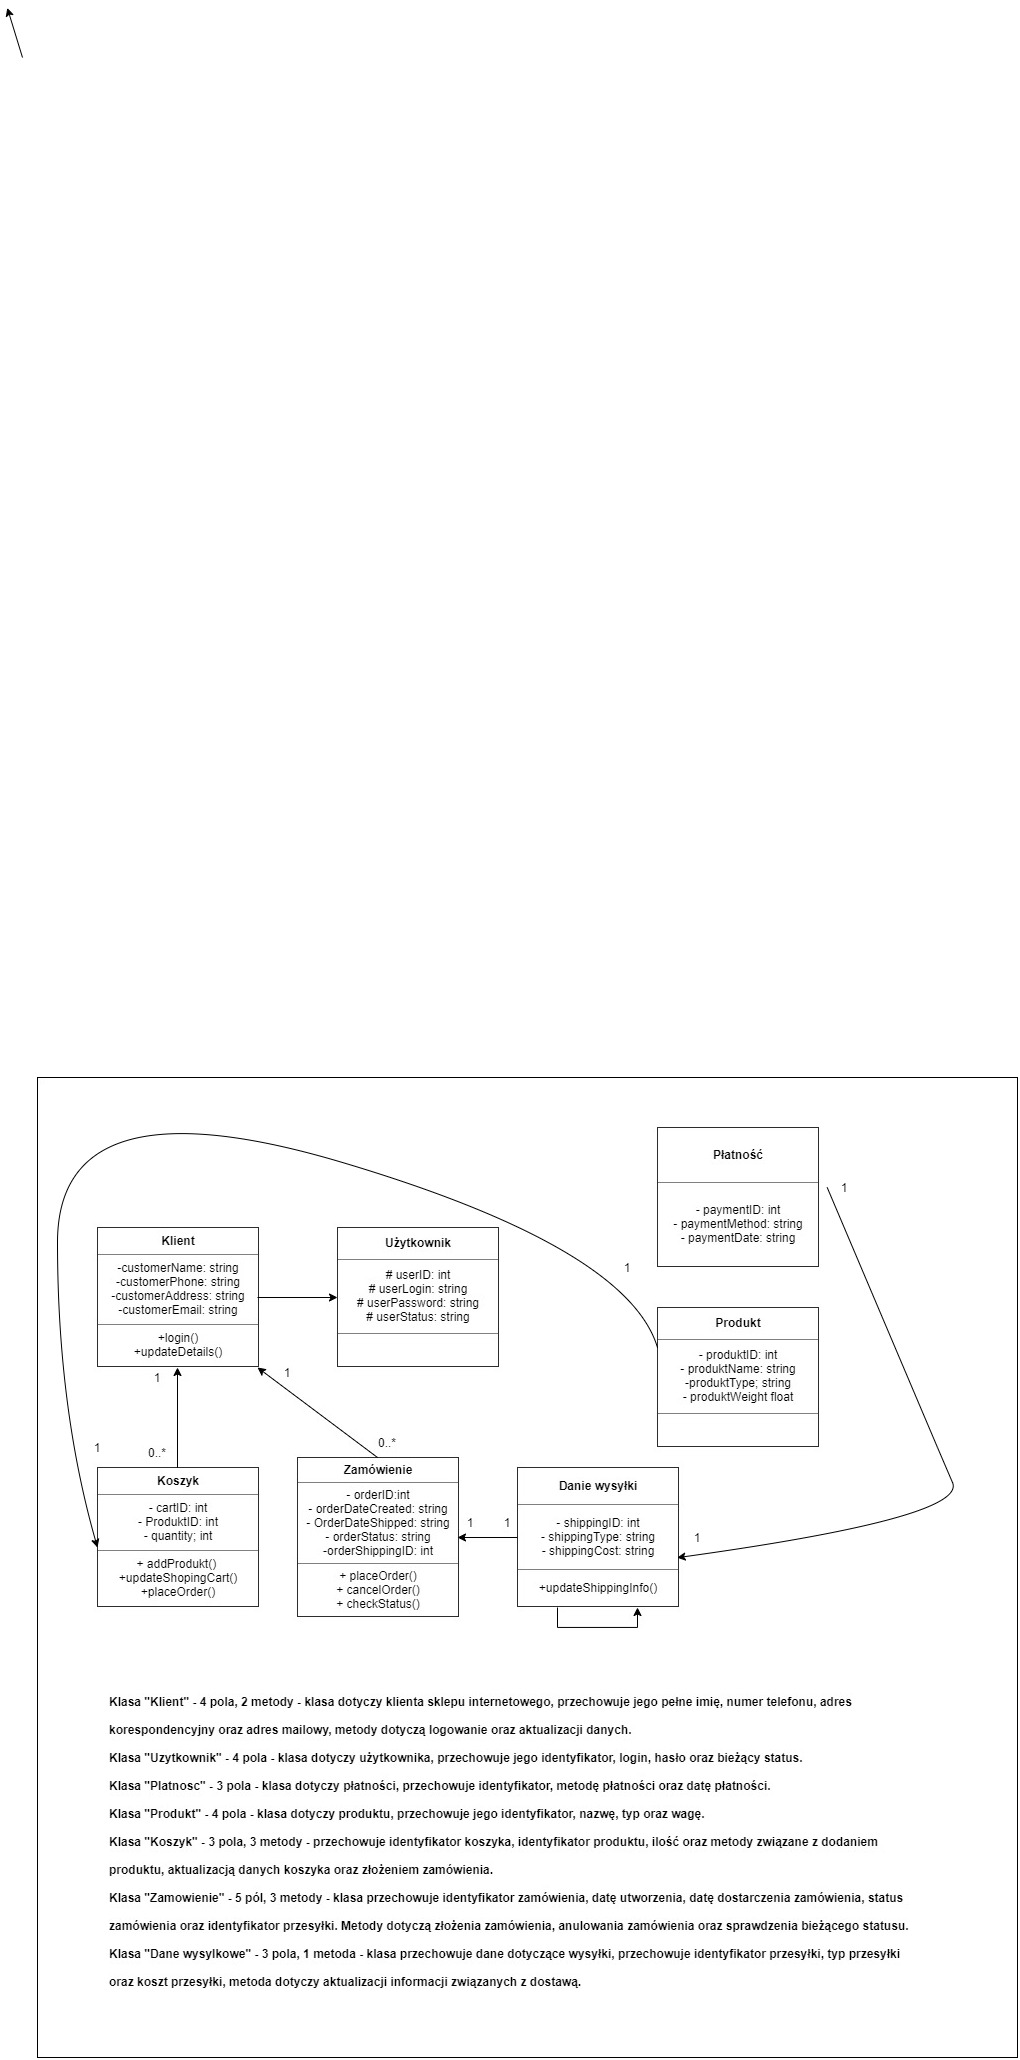 Płatność
- paymentID: int
- paymentMethod: string
- paymentDate: string
1
Klient
-customerName: string
-customerPhone: string
-customerAddress: string
-customerEmail: string
+login()
+updateDetails()
Użytkownik
# userID: int
# userLogin: string
# userPassword: string
# userStatus: string
1
Produkt
- produktID: int
- produktName: string
-produktType; string
- produktWeight float
1
1
0..*
1
0..*
Koszyk
- cartID: int
- ProduktID: int
- quantity; int
+ addProdukt()
+updateShopingCart()
+placeOrder()
Zamówienie
- orderID:int
- orderDateCreated: string
- OrderDateShipped: string
- orderStatus: string
-orderShippingID: int
+ placeOrder()
+ cancelOrder()
+ checkStatus()
1
1
Danie wysyłki
- shippingID: int
- shippingType: string
- shippingCost: string
+updateShippingInfo()
1
Klasa "Klient" - 4 pola, 2 metody - klasa dotyczy klienta sklepu internetowego, przechowuje jego pełne imię, numer telefonu, adres
korespondencyjny oraz adres mailowy, metody dotyczą logowanie oraz aktualizacji danych.
Klasa "Uzytkownik" - 4 pola - klasa dotyczy użytkownika, przechowuje jego identyfikator, login, hasło oraz bieżący status.
Klasa "Platnosc" - 3 pola - klasa dotyczy płatności, przechowuje identyfikator, metodę płatności oraz datę płatności.
Klasa "Produkt" - 4 pola - klasa dotyczy produktu, przechowuje jego identyfikator, nazwę, typ oraz wagę.
Klasa "Koszyk" - 3 pola, 3 metody - przechowuje identyfikator koszyka, identyfikator produktu, ilość oraz metody związane z dodaniem
produktu, aktualizacją danych koszyka oraz złożeniem zamówienia.
Klasa "Zamowienie" - 5 pól, 3 metody - klasa przechowuje identyfikator zamówienia, datę utworzenia, datę dostarczenia zamówienia, status
zamówienia oraz identyfikator przesyłki. Metody dotyczą złożenia zamówienia, anulowania zamówienia oraz sprawdzenia bieżącego statusu.
Klasa "Dane wysylkowe" - 3 pola, 1 metoda - klasa przechowuje dane dotyczące wysyłki, przechowuje identyfikator przesyłki, typ przesyłki
oraz koszt przesyłki, metoda dotyczy aktualizacji informacji związanych z dostawą.